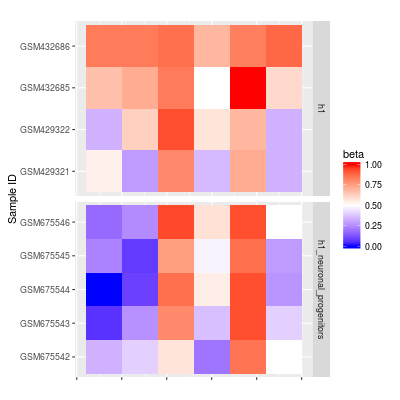 GSM432686
GSM432685
GSM429322
GSM429321
h1
GSM675546
GSM675545
GSM675544
GSM675543
GSM675542
h1_neuronal_progenitors
Sample ID
beta
1.00
0.75
0.50
0.25
0.00